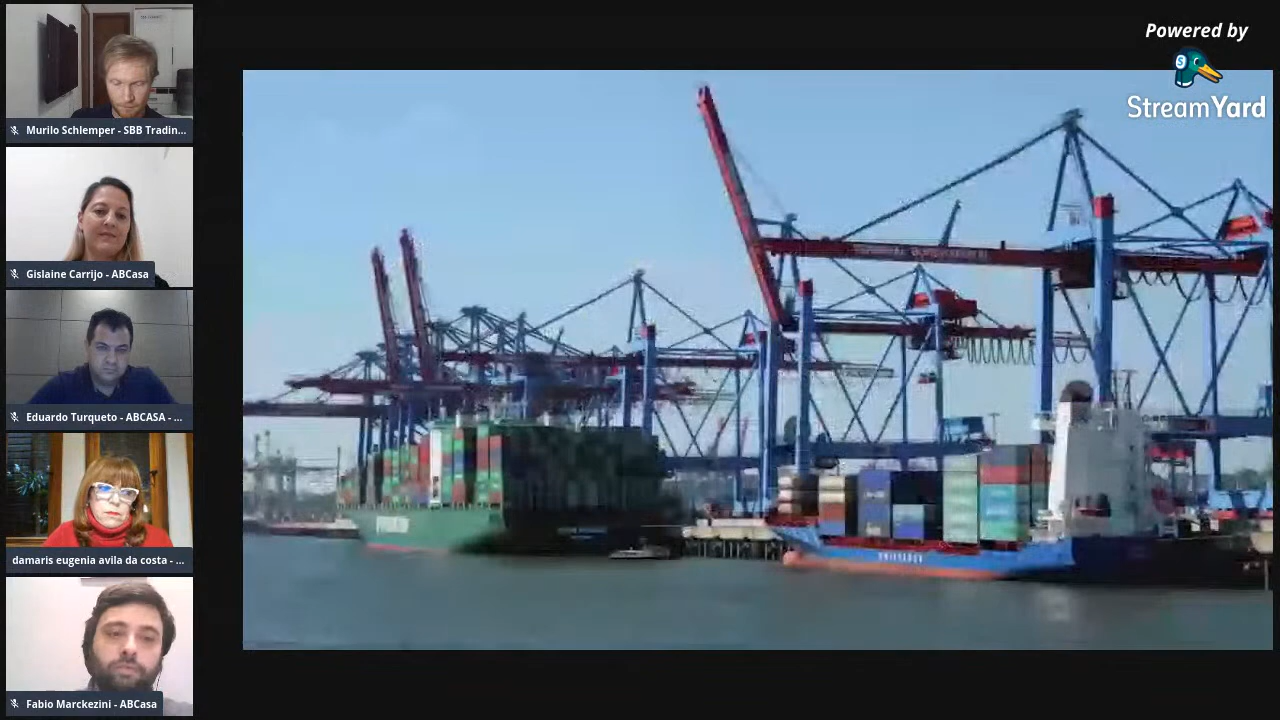 Powered by
StreamYard
Murilo Schlemper - SBB Tradin...
Gislaine Carrijo - ABCasa
Eduardo Turqueto - ABCASA - ...
damaris eugenia avila da costa - ...
Fabio Marckezini - ABCasa